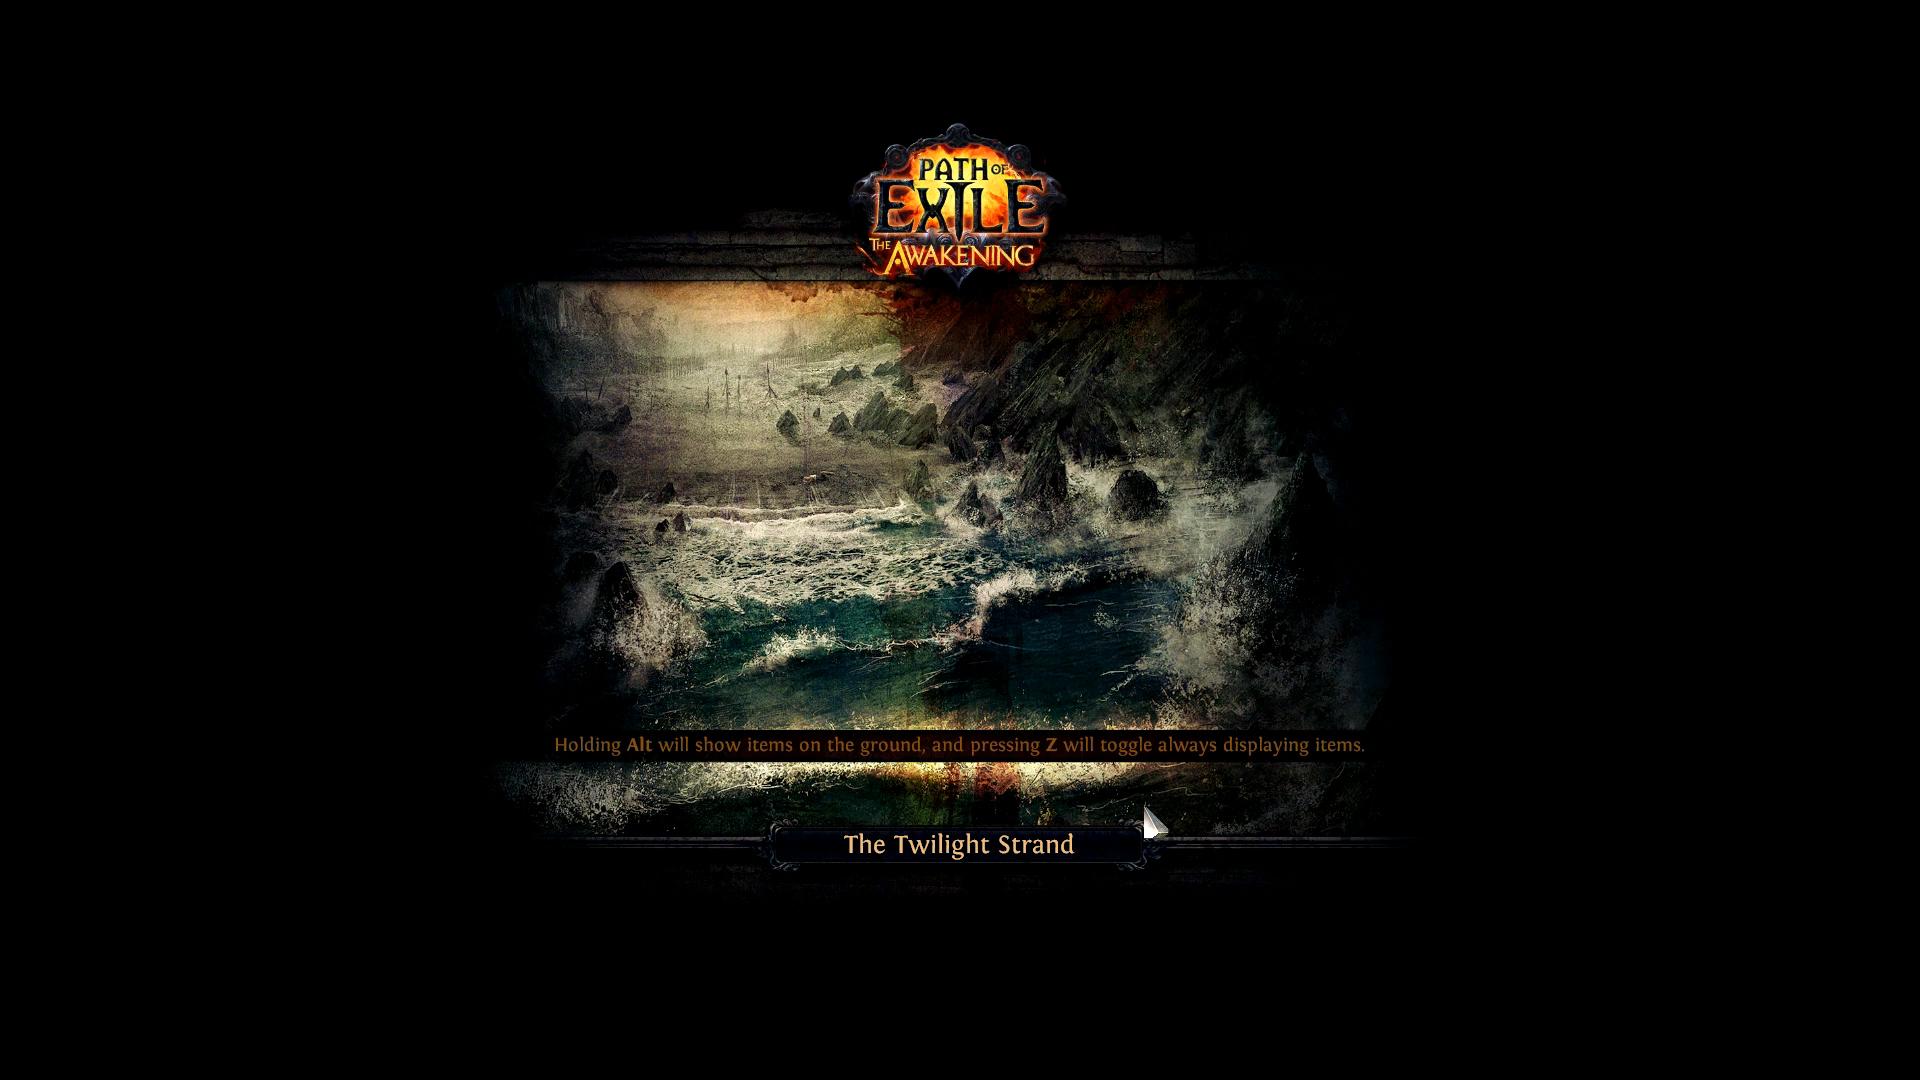 PATH OF
EXILE
THE AWAKENING
Holding Alt will show items on the ground, and pressing Z will toggle always displaying items.
The Twilight Strand